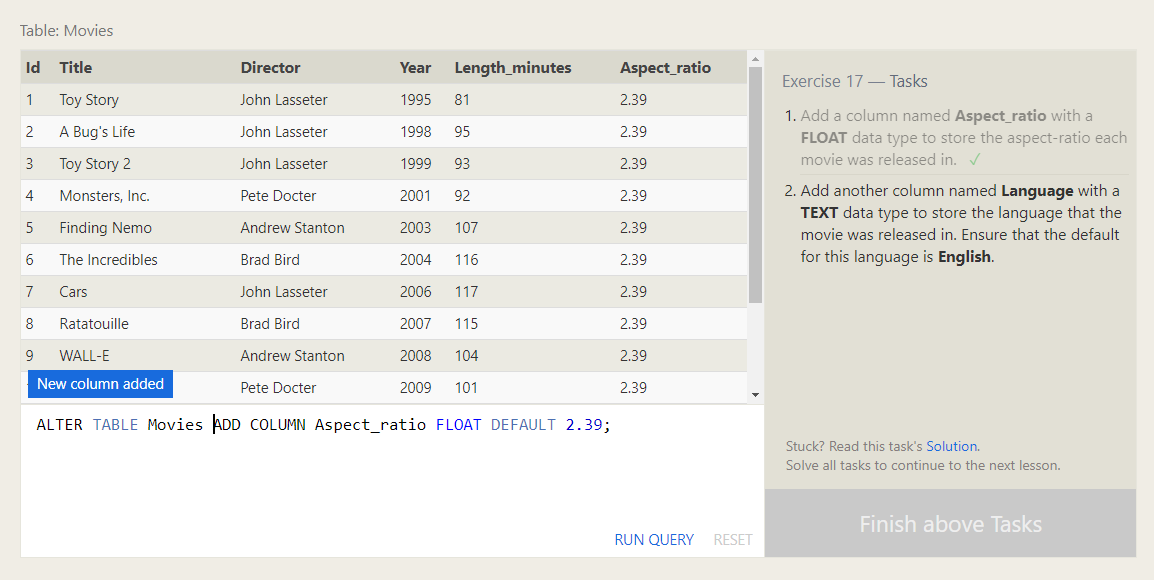 Table: Movies
Id Title Director Year Length_minutes Aspect_ratio
1 Toy Story John Lasseter 1995 81 2.39
2 A Bug's Life John Lasseter 1998 95 2.39
3 Toy Story 2 John Lasseter 1999 93 2.39
4 Monsters, Inc. Pete Docter 2001 92 2.39
5 Finding Nemo Andrew Stanton 2003 107 2.39
6 The Incredibles Brad Bird 2004 116 2.39
7 Cars John Lasseter 2006 117 2.39
8 Ratatouille Brad Bird 2007 115 2.39
9 WALL-E Andrew Stanton 2008 104 2.39
Pete Docter 2009 101 2.39
New column added
ALTER TABLE Movies ADD COLUMN Aspect_ratio FLOAT DEFAULT 2.39;
RUN QUERY RESET
Exercise 17 — Tasks
1. Add a column named Aspect_ratio with a
FLOAT data type to store the aspect-ratio each
movie was released in. ✓
2. Add another column named Language with a
TEXT data type to store the language that the
movie was released in. Ensure that the default
for this language is English.
Stuck? Read this task's Solution.
Solve all tasks to continue to the next lesson.
Finish above Tasks